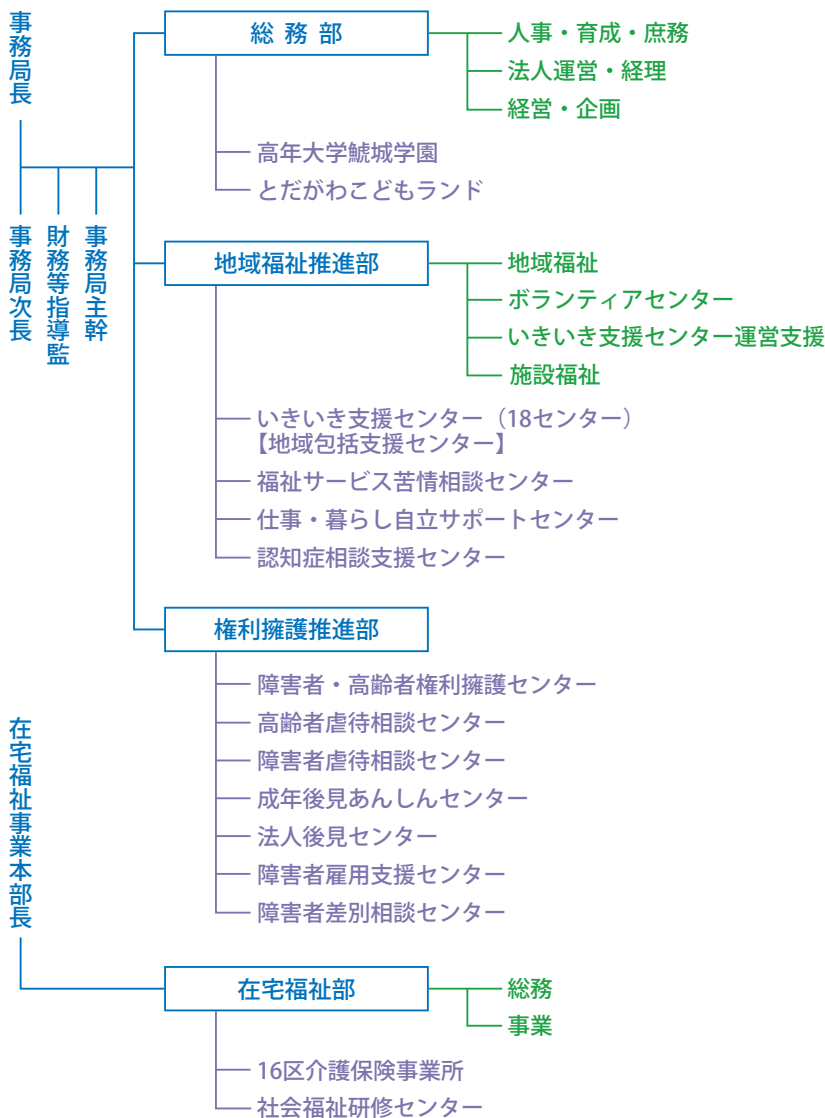 事務局長
事務局次長
財務等指導監
事務局主幹
総務部
人事・育成・庶務
法人運営・経理
経営・企画
高年大学鯱城学園
とだがわこどもランド
地域福祉推進部
地域福祉
ボランティアセンター
いきいき支援センター運営支援
施設福祉
いきいき支援センター（18センター）
【地域包括支援センター】
福祉サービス苦情相談センター
仕事・暮らし自立サポートセンター
認知症相談支援センター
権利擁護推進部
障害者・高齢者権利擁護センター
高齢者虐待相談センター
障害者虐待相談センター
成年後見あんしんセンター
法人後見センター
障害者雇用支援センター
障害者差別相談センター
在宅福祉事業本部長
在宅福祉部
総務
事業
16区介護保険事業所
社会福祉研修センター